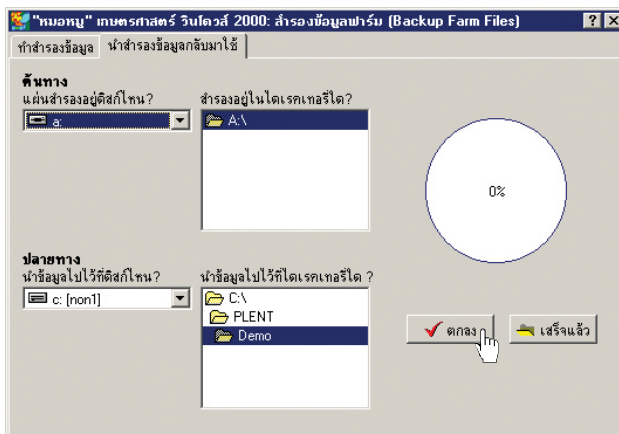 "หมอหมู" เกษตรศาสตร์ วินโดวส์ 2000: สำรองข้อมูลฟาร์ม (Backup Farm Files)
ทำสำรองข้อมูล นำสำรองข้อมูลกลับมาใช้
ต้นทาง
แผ่นสำรองอยู่ดิสก์ไหน? สำรองอยู่ในไดเรคเทอรีใด?
a: A:\
0%
ปลายทาง
นำข้อมูลไปไว้ที่ดิสก์ไหน? นำข้อมูลไปไว้ที่ไดเรคเทอรีใด ?
c: [non1] C:\
PLENT
Demo
ตกลง เสร็จแล้ว